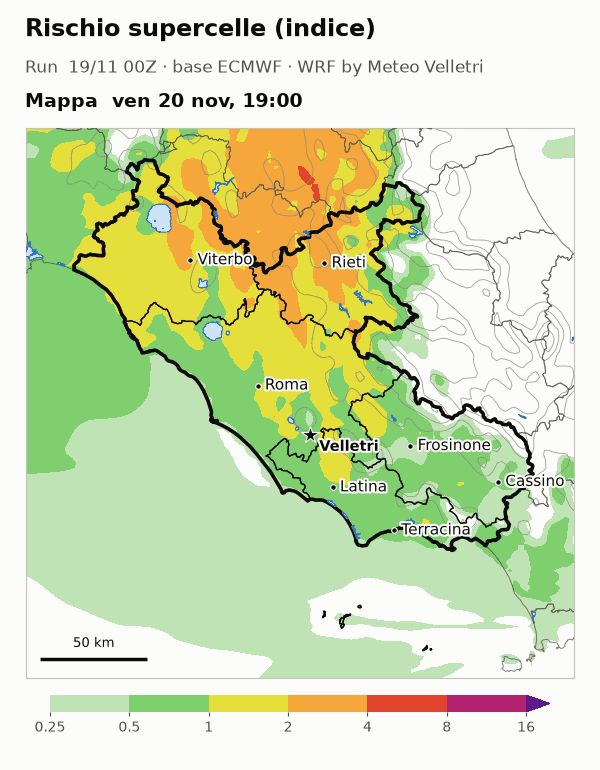 Rischio supercelle (indice)
Run  19/11 00Z · base ECMWF · WRF by Meteo Velletri
Mappa  ven 20 nov, 19:00
Viterbo
Rieti
Roma
Velletri
Frosinone
Cassino
Latina
Terracina
50 km
0.25 0.5 1 2 4 8 16